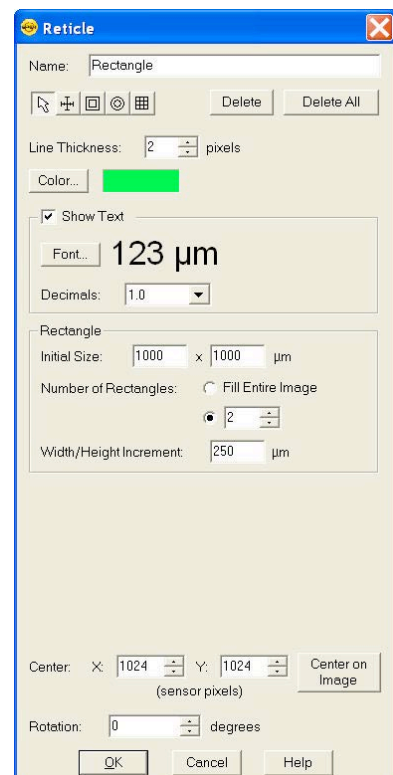 Reticle
Name: Rectangle
Delete Delete All
Line Thickness: 2 pixels
Color...
Show Text
Font... 123 µm
Decimals: 1.0
Rectangle
Initial Size: 1000 x 1000 µm
Number of Rectangles: Fill Entire Image
2
Width/Height Increment: 250 µm
Center: X: 1024 Y: 1024 Center on
Image
(sensor pixels)
Rotation: 0 degrees
OK Cancel Help